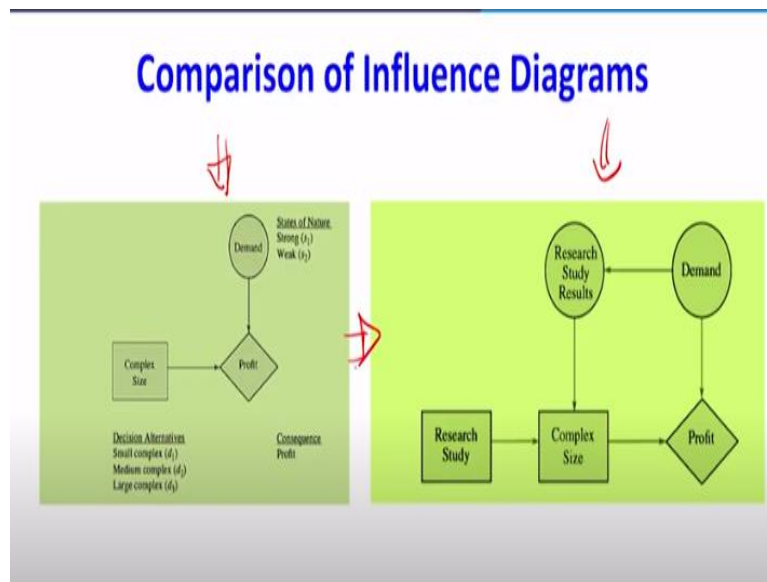 Comparison of Influence Diagrams
Demand
States of Nature
Strong (s₁)
Weak (s₂)
Complex
Size
Profit
Decision Alternatives
Small complex (d₁)
Medium complex (d₂)
Large complex (d₃)
Consequence
Profit
Research
Study
Results
Demand
Research
Study
Complex
Size
Profit